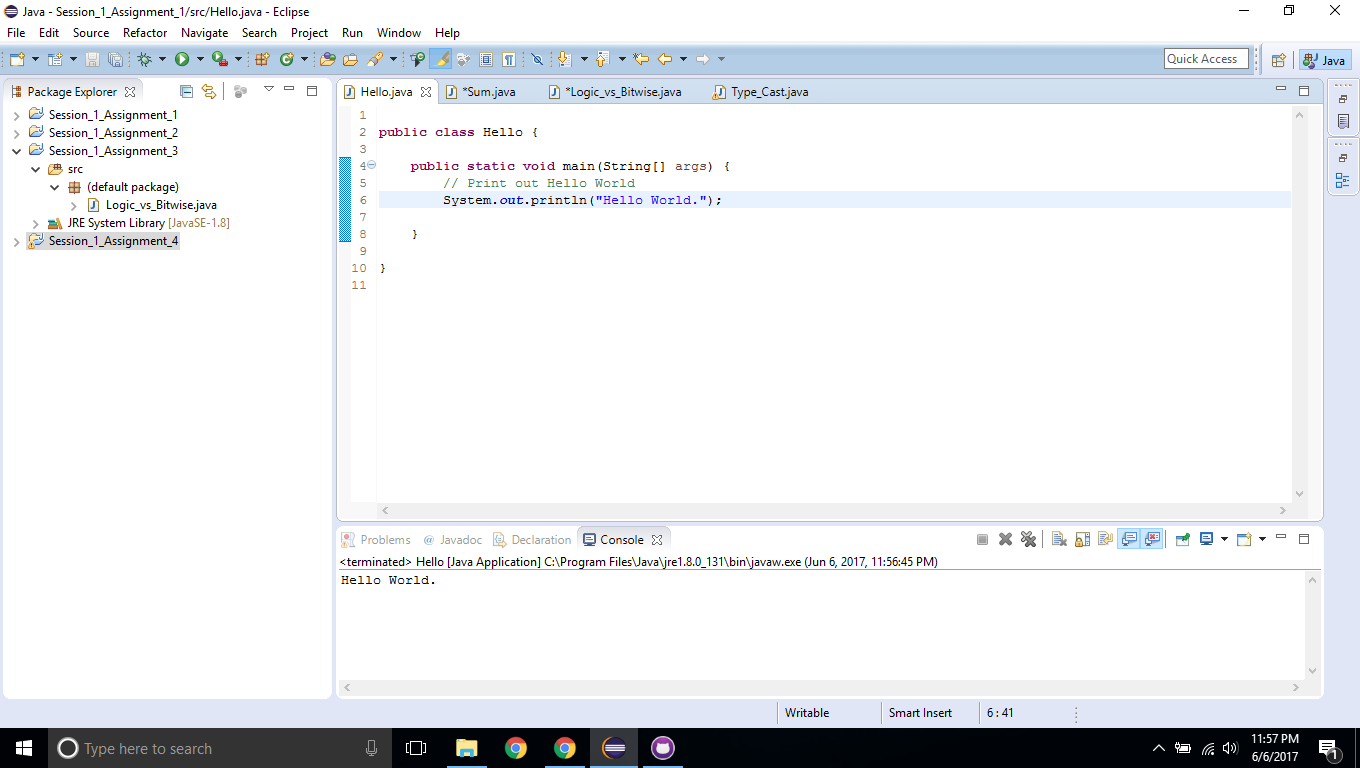 Java - Session_1_Assignment_1/src/Hello.java - Eclipse
File Edit Source Refactor Navigate Search Project Run Window Help
Quick Access Java
Package Explorer
Session_1_Assignment_1
Session_1_Assignment_2
Session_1_Assignment_3
src
(default package)
Logic_vs_Bitwise.java
JRE System Library [JavaSE-1.8]
Session_1_Assignment_4
Hello.java *Sum.java *Logic_vs_Bitwise.java Type_Cast.java
1
2 public class Hello {
3
4 public static void main(String[] args) {
5 // Print out Hello World
6 System.out.println("Hello World.");
7
8 }
9
10 }
11
Problems @ Javadoc Declaration Console
<terminated> Hello [Java Application] C:\Program Files\Java\jre1.8.0_131\bin\javaw.exe (Jun 6, 2017, 11:56:45 PM)
Hello World.
Writable Smart Insert 6 : 41
Type here to search
11:57 PM
6/6/2017
1